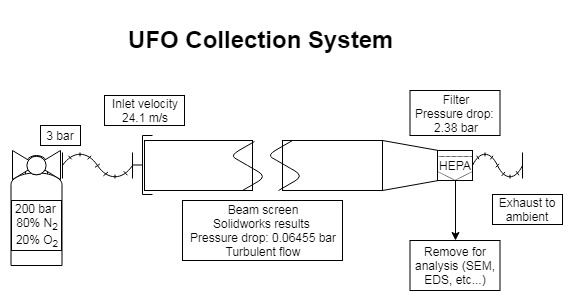 UFO Collection System
Inlet velocity
24.1 m/s
Filter
Pressure drop:
2.38 bar
3 bar
HEPA
200 bar
80% N₂
20% O₂
Beam screen
Solidworks results
Pressure drop: 0.06455 bar
Turbulent flow
Exhaust to
ambient
Remove for
analysis (SEM,
EDS, etc...)